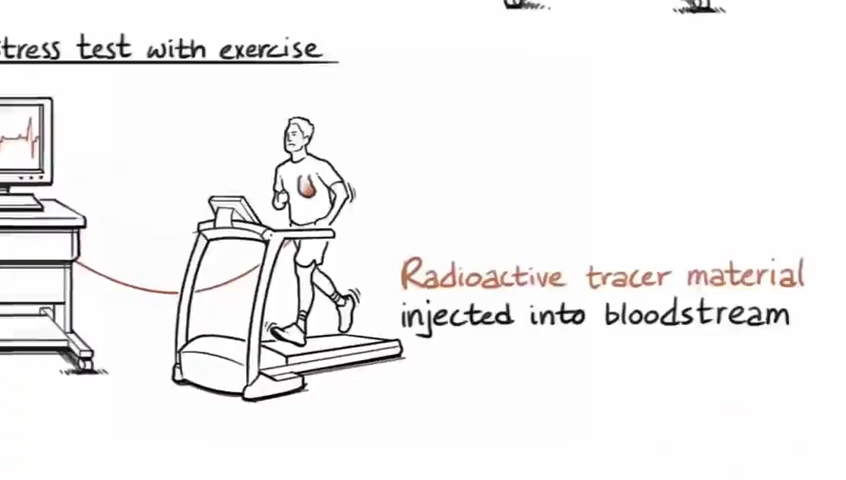 tress test with exercise
Radioactive tracer material
injected into bloodstream